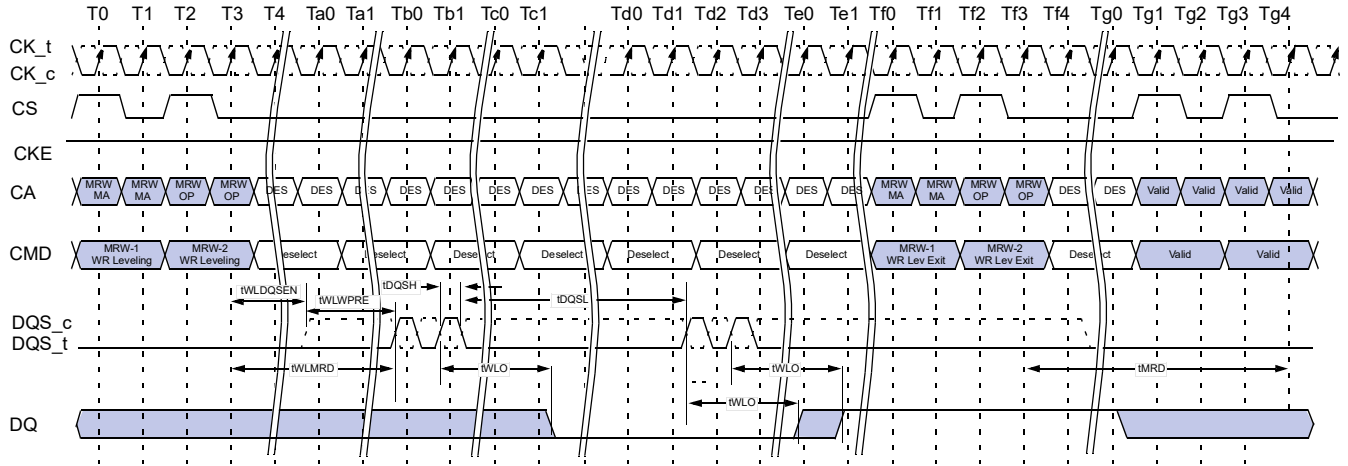 T0 T1 T2 T3 T4 Ta0 Ta1 Tb0 Tb1 Tc0 Tc1 Td0 Td1 Td2 Td3 Te0 Te1 Tf0 Tf1 Tf2 Tf3 Tf4 Tg0 Tg1 Tg2 Tg3 Tg4
CK_t
CK_c
CS
CKE
CA
MRW MRW MRW MRW DES DES DES DES DES DES DES DES DES DES DES DES DES DES MRW MRW MRW MRW DES DES Valid Valid Valid Valid
MA MA OP OP MA MA OP OP
CMD
MRW-1 MRW-2 Deselect Deselect Deselect Deselect Deselect Deselect Deselect MRW-1 MRW-2 Deselect Valid Valid
WR Leveling WR Leveling WR Lev Exit WR Lev Exit
tDQSH
tWLDQSEN tWLWPRE tDQSL
DQS_c
DQS_t
tWLMRD tWLO tWLO tMRD
tWLO
DQ